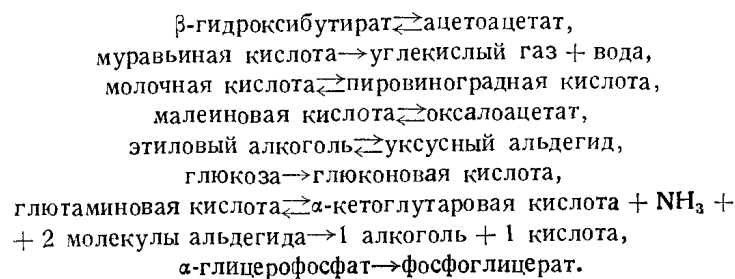 β-гидроксибутират⇄ацетоацетат,
муравьиная кислота→углекислый газ + вода,
молочная кислота⇄пировиноградная кислота,
малеиновая кислота⇄оксалоацетат,
этиловый алкоголь⇄уксусный альдегид,
глюкоза→глюконовая кислота,
глютаминовая кислота⇄α-кетоглутаровая кислота + NH₃ +
+ 2 молекулы альдегида→1 алкоголь + 1 кислота,
α-глицерофосфат→фосфоглицерат.